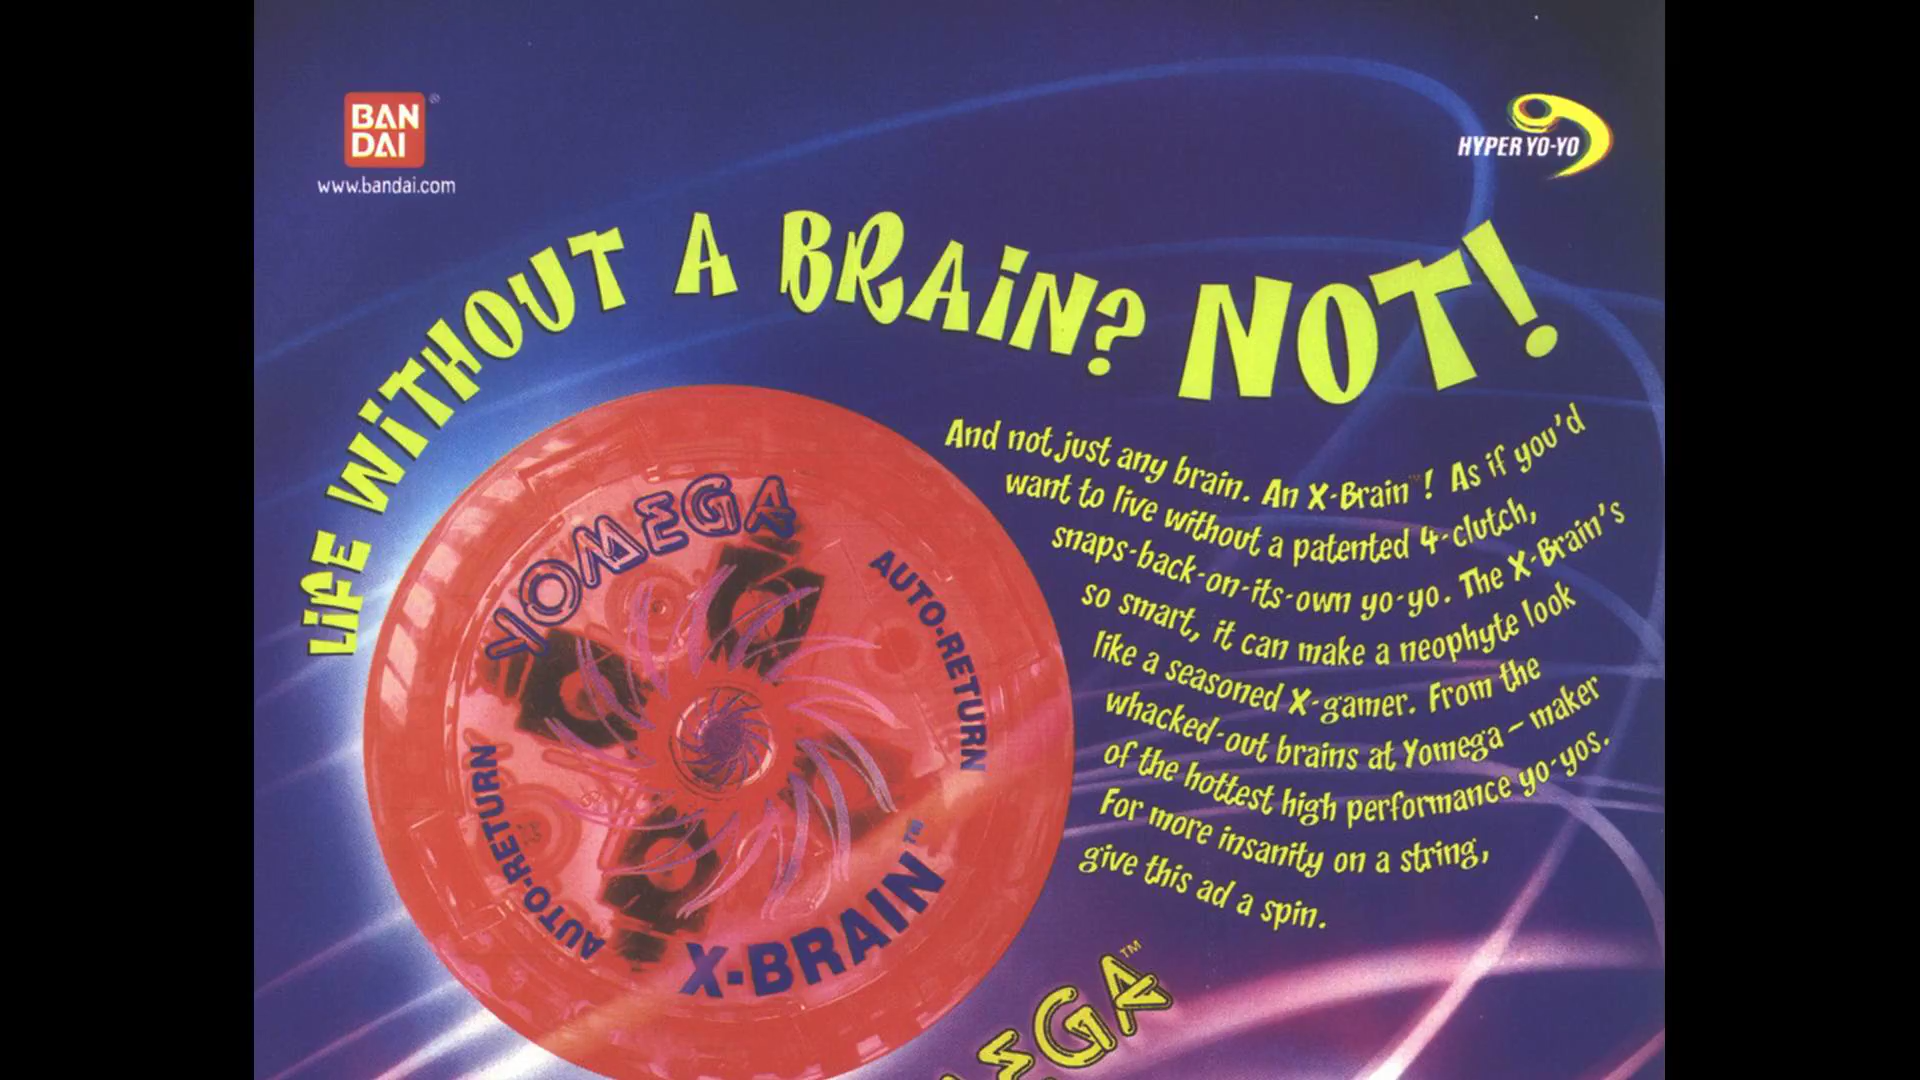 BAN
DAI
®
www.bandai.com
HYPER YO-YO
LiFE WiTHOUT A BRAiN? NOT!
And not just any brain. An X-Brain™! As if you'd
want to live without a patented 4-clutch,
snaps-back-on-its-own yo-yo. The X-Brain's
so smart, it can make a neophyte look
like a seasoned X-gamer. From the
whacked-out brains at Yomega – maker
of the hottest high performance yo-yos.
For more insanity on a string,
give this ad a spin.
YOMEGA
AUTO-RETURN
AUTO-RETURN
X-BRAIN™
MEGA™